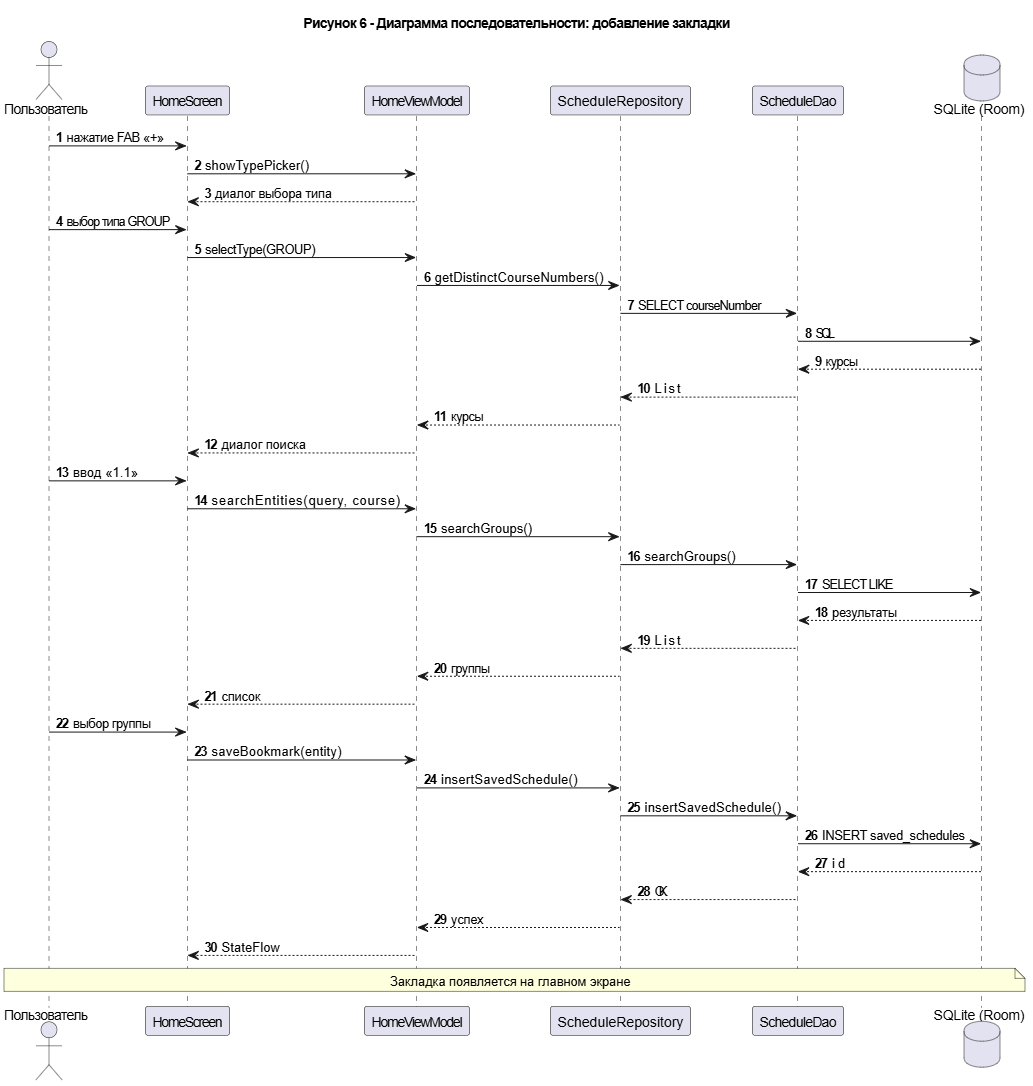 Рисунок 6 - Диаграмма последовательности: добавление закладки
Пользователь
HomeScreen
HomeViewModel
ScheduleRepository
ScheduleDao
SQLite (Room)
1 нажатие FAB «+»
2 showTypePicker()
3 диалог выбора типа
4 выбор типа GROUP
5 selectType(GROUP)
6 getDistinctCourseNumbers()
7 SELECT courseNumber
8 SQL
9 курсы
10 List
11 курсы
12 диалог поиска
13 ввод «1.1»
14 searchEntities(query, course)
15 searchGroups()
16 searchGroups()
17 SELECT LIKE
18 результаты
19 List
20 группы
21 список
22 выбор группы
23 saveBookmark(entity)
24 insertSavedSchedule()
25 insertSavedSchedule()
26 INSERT saved_schedules
27 id
28 OK
29 успех
30 StateFlow
Закладка появляется на главном экране
Пользователь
HomeScreen
HomeViewModel
ScheduleRepository
ScheduleDao
SQLite (Room)